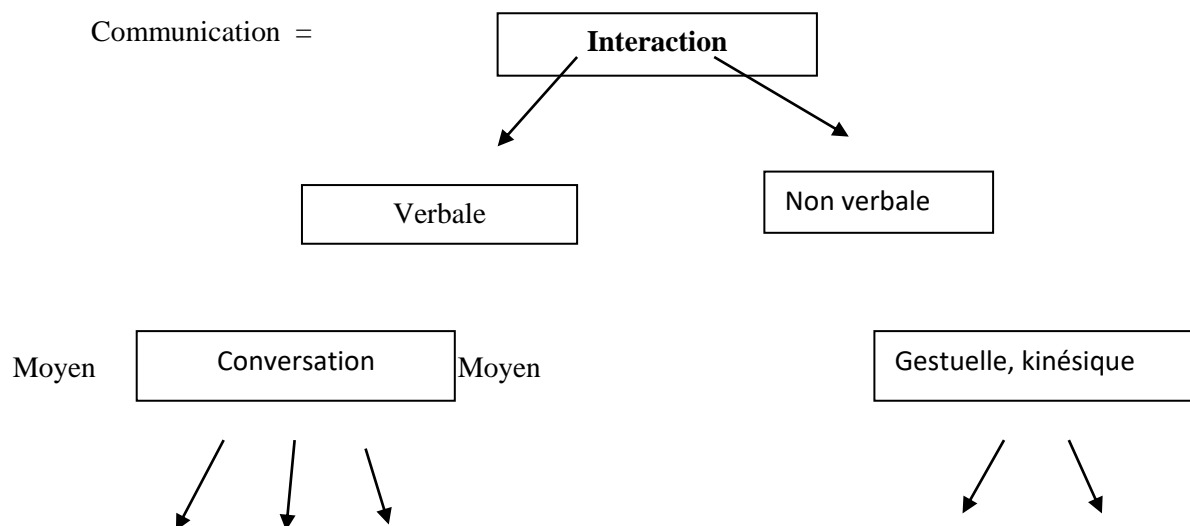 Communication =
Interaction
Verbale
Non verbale
Moyen
Conversation
Moyen
Gestuelle, kinésique